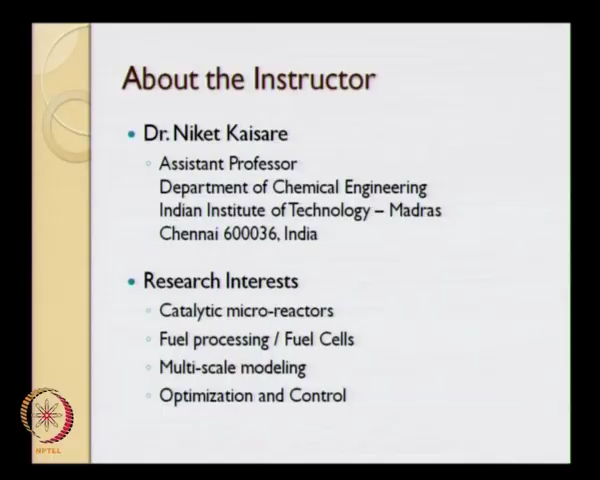 About the Instructor
Dr. Niket Kaisare
Assistant Professor
Department of Chemical Engineering
Indian Institute of Technology – Madras
Chennai 600036, India
Research Interests
Catalytic micro-reactors
Fuel processing / Fuel Cells
Multi-scale modeling
Optimization and Control
NPTEL